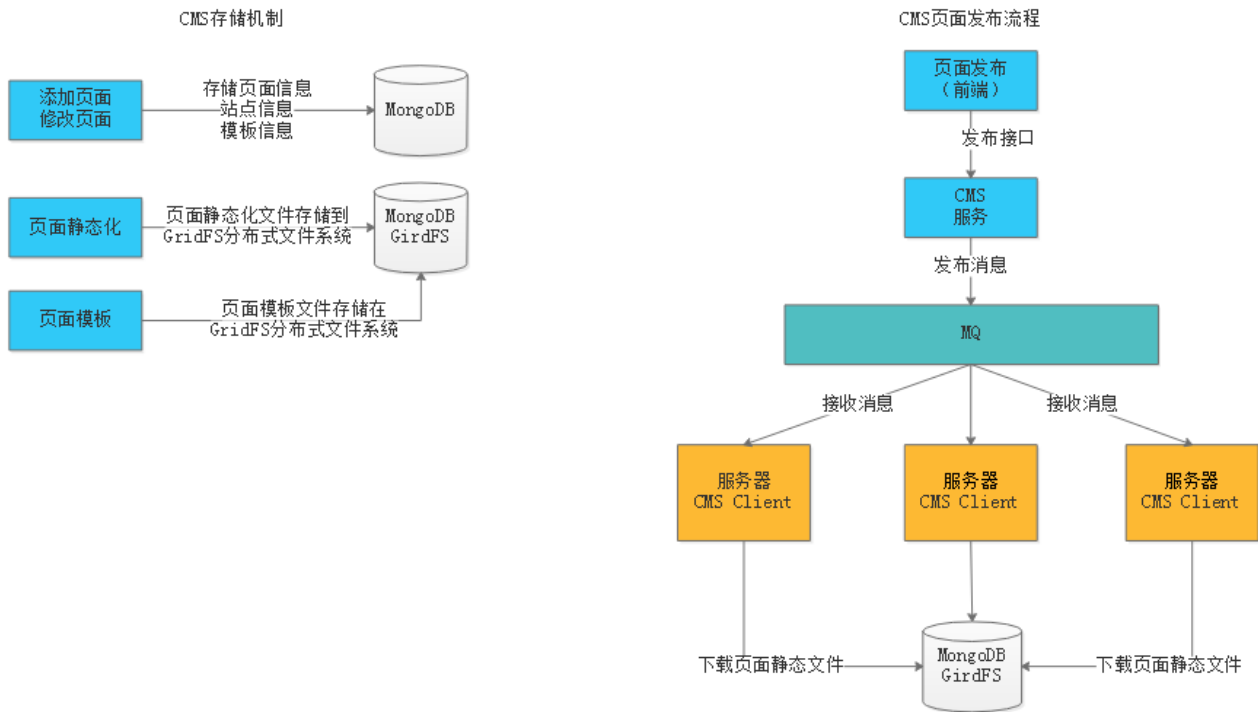 CMS存储机制
添加页面
修改页面
存储页面信息
站点信息
模板信息
MongoDB
页面静态化
页面静态化文件存储到
GridFS分布式文件系统
MongoDB
GirdFS
页面模板
页面模板文件存储在
GridFS分布式文件系统
CMS页面发布流程
页面发布
（前端）
发布接口
CMS
服务
发布消息
MQ
接收消息
接收消息
服务器
CMS Client
服务器
CMS Client
服务器
CMS Client
下载页面静态文件
MongoDB
GirdFS
下载页面静态文件